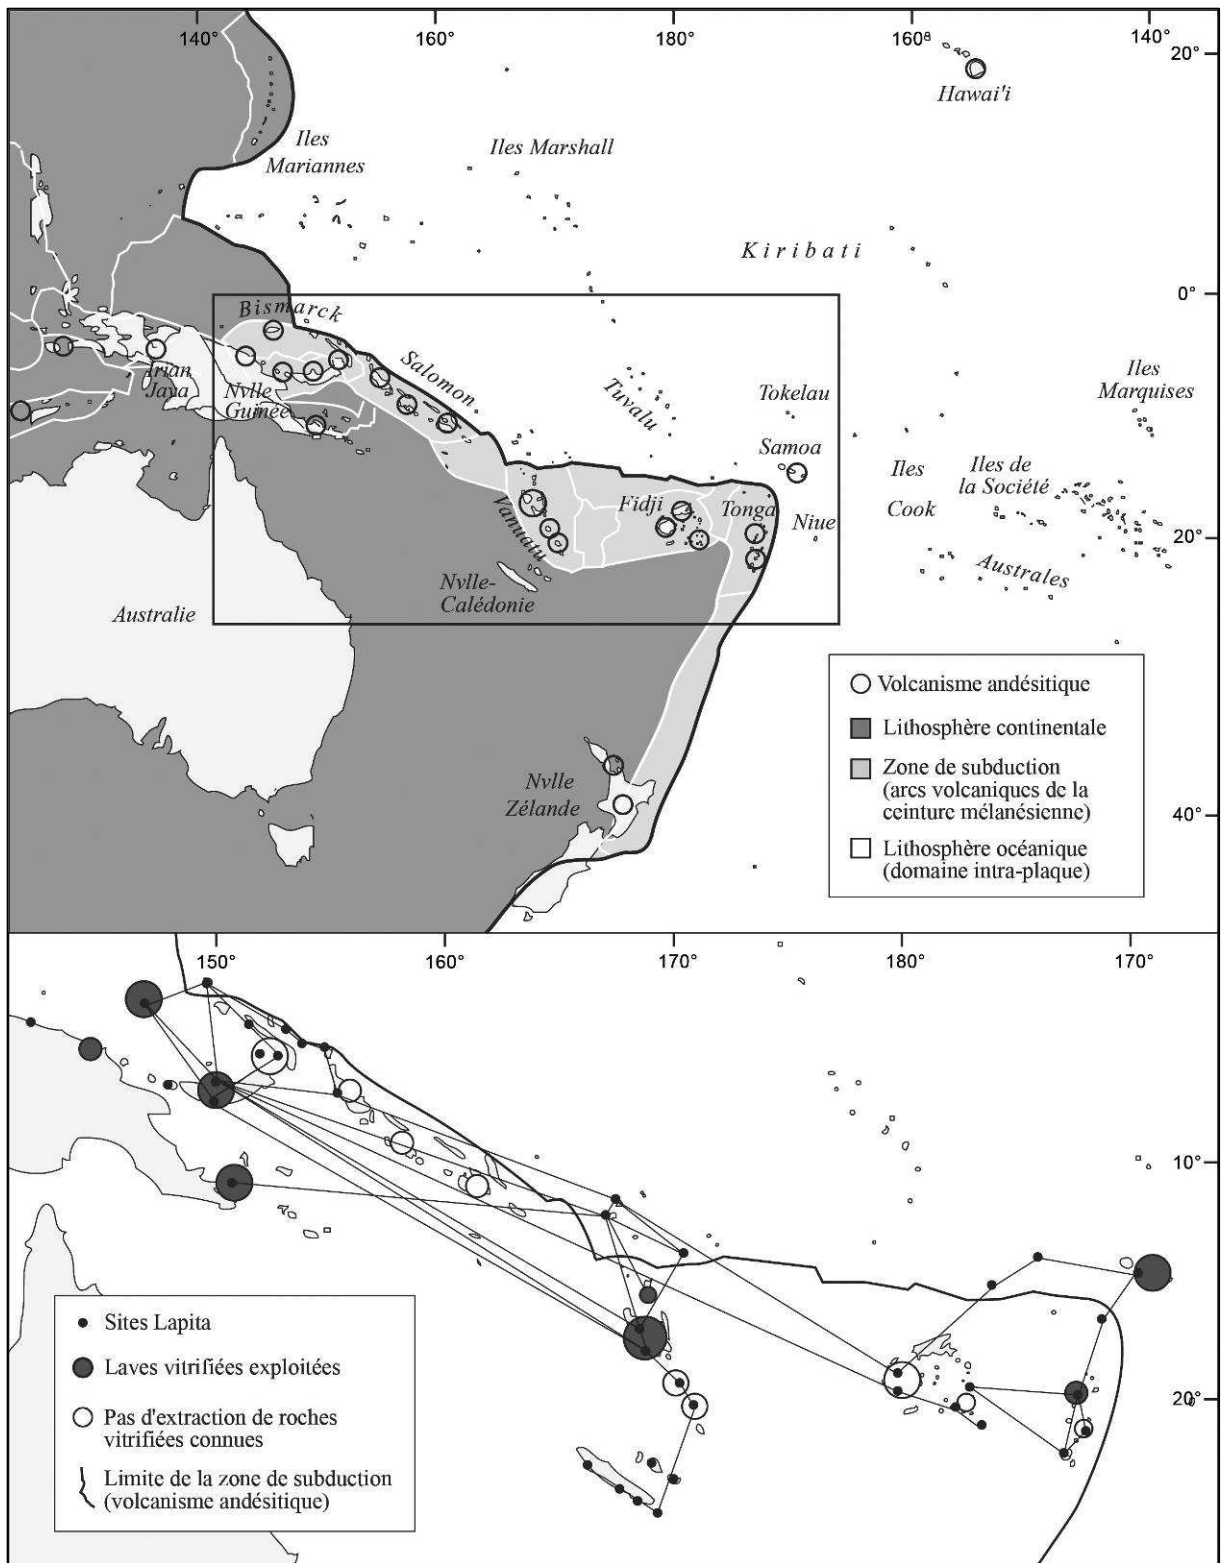 140°
160°
180°
160ª
140°
20°
Hawai'i
Iles
Mariannes
Iles Marshall
Kiribati
0°
Bismarck
Salomon
Irian
Jaya
Nvlle
Guinée
Tuvalu
Tokelau
Iles
Marquises
Samoa
Iles
Cook
Iles de
la Société
Vanuatu
Fidji
Tonga
Niue
20°
Australes
Nvlle-
Calédonie
Australie
Volcanisme andésitique
Lithosphère continentale
Zone de subduction
(arcs volcaniques de la
ceinture mélanésienne)
Lithosphère océanique
(domaine intra-plaque)
Nvlle
Zélande
40°
150°
160°
170°
180°
170°
10°
20°
Sites Lapita
Laves vitrifiées exploitées
Pas d'extraction de roches
vitrifiées connues
Limite de la zone de subduction
(volcanisme andésitique)